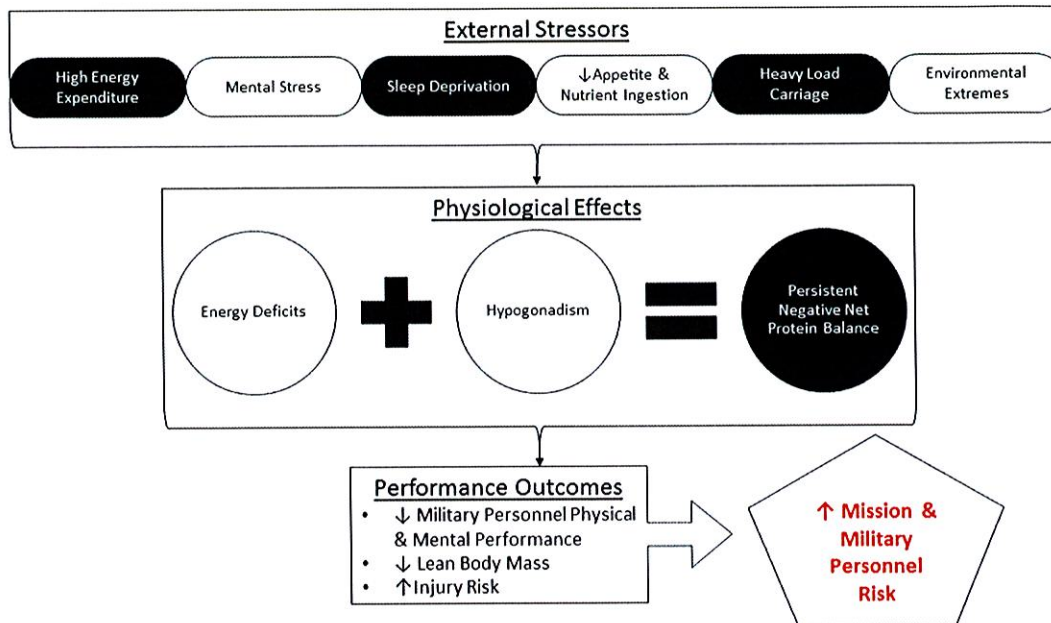 External Stressors
High Energy
Expenditure
Mental Stress
Sleep Deprivation
↓Appetite &
Nutrient Ingestion
Heavy Load
Carriage
Environmental
Extremes
Physiological Effects
Energy Deficits
Hypogonadism
Persistent
Negative Net
Protein Balance
Performance Outcomes
• ↓ Military Personnel Physical
& Mental Performance
• ↓ Lean Body Mass
• ↑ Injury Risk
↑ Mission &
Military
Personnel
Risk